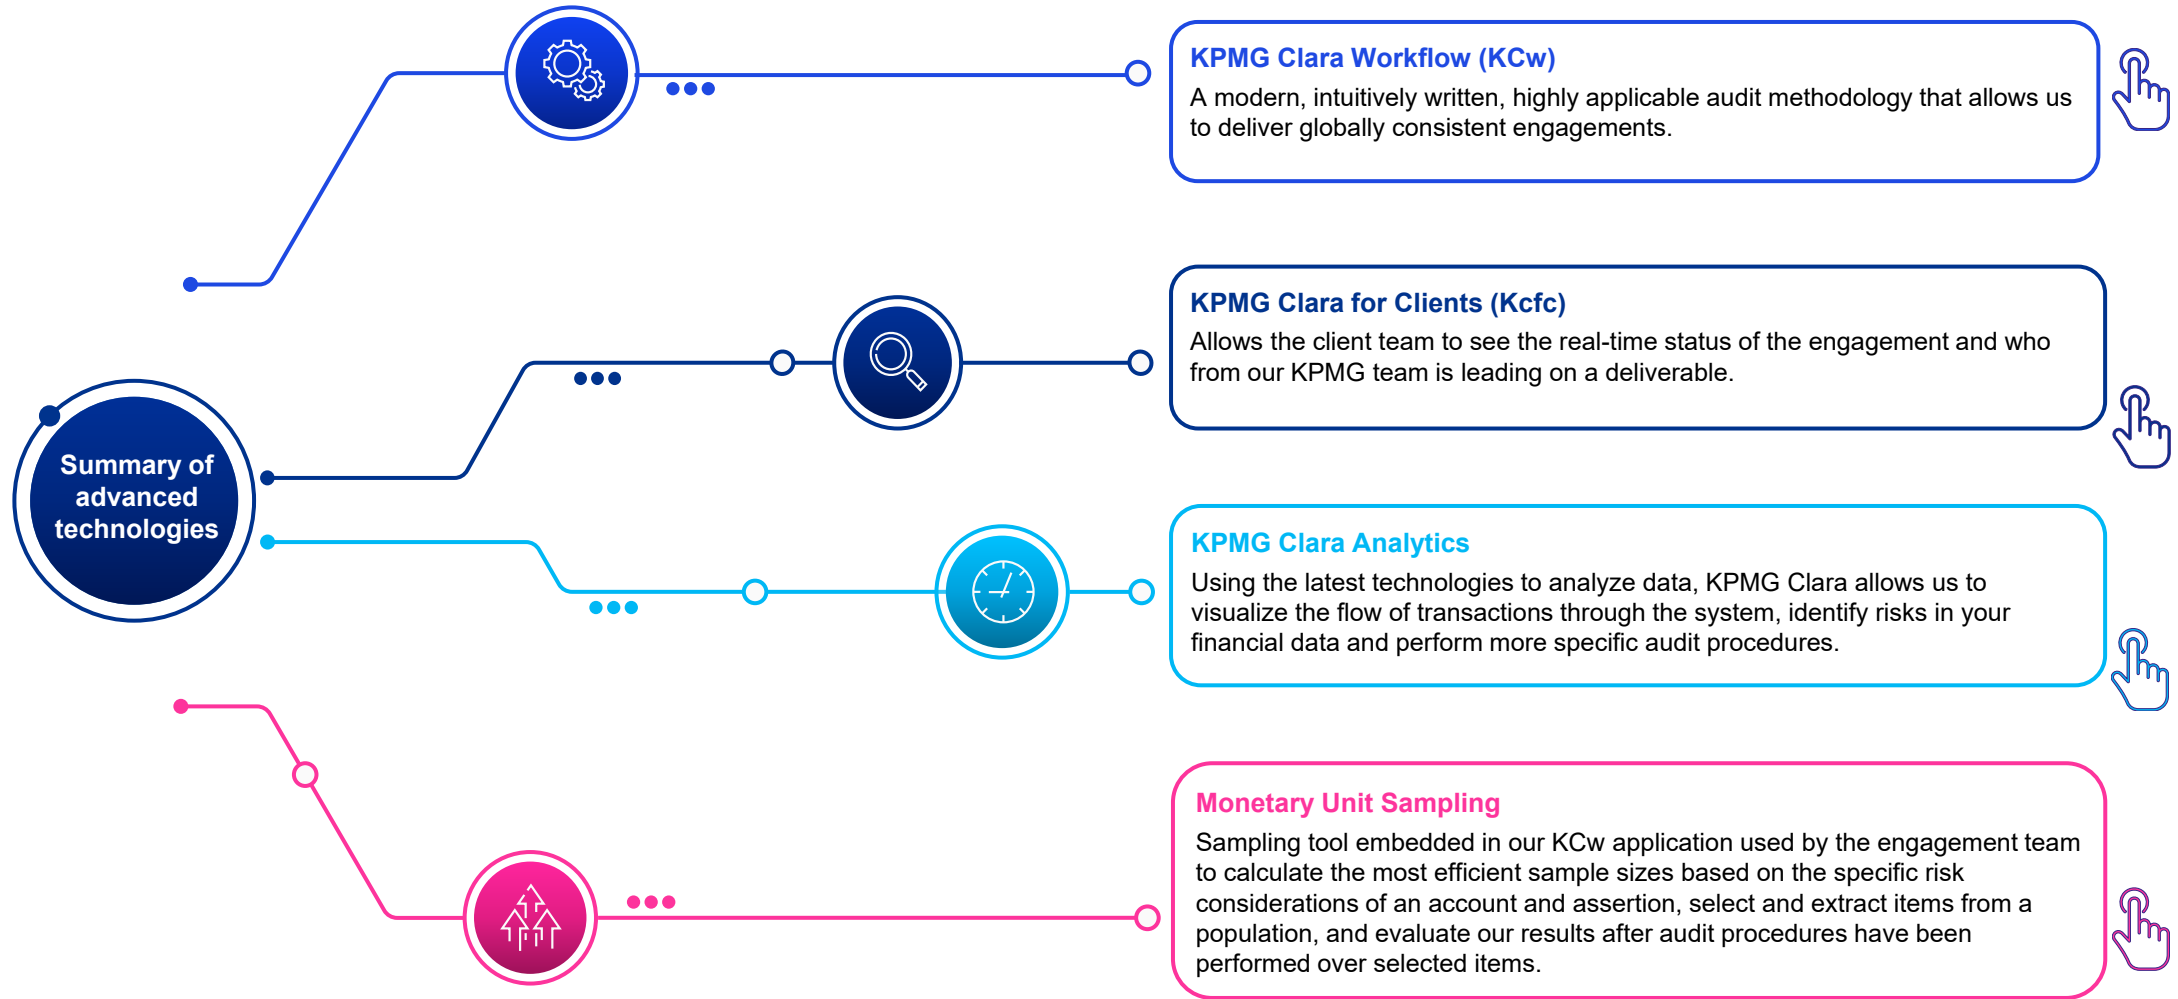 Summary of
advanced
technologies
KPMG Clara Workflow (KCw)
A modern, intuitively written, highly applicable audit methodology that allows us
to deliver globally consistent engagements.
KPMG Clara for Clients (Kcfc)
Allows the client team to see the real-time status of the engagement and who
from our KPMG team is leading on a deliverable.
KPMG Clara Analytics
Using the latest technologies to analyze data, KPMG Clara allows us to
visualize the flow of transactions through the system, identify risks in your
financial data and perform more specific audit procedures.
Monetary Unit Sampling
Sampling tool embedded in our KCw application used by the engagement team
to calculate the most efficient sample sizes based on the specific risk
considerations of an account and assertion, select and extract items from a
population, and evaluate our results after audit procedures have been
performed over selected items.